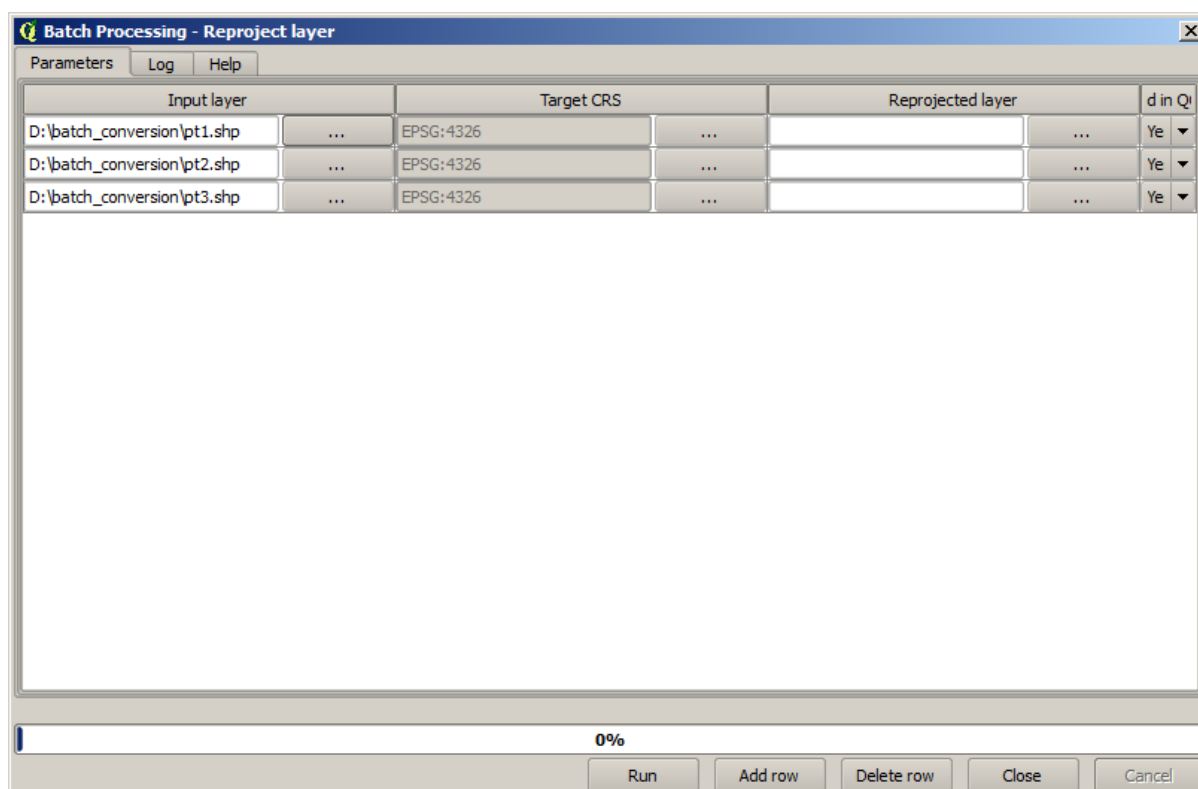 Batch Processing - Reproject layer
Parameters Log Help
Input layer Target CRS Reprojected layer d in Q
D:\batch_conversion\pt1.shp ... EPSG:4326 ... ... Ye
D:\batch_conversion\pt2.shp ... EPSG:4326 ... ... Ye
D:\batch_conversion\pt3.shp ... EPSG:4326 ... ... Ye
0%
Run Add row Delete row Close Cancel